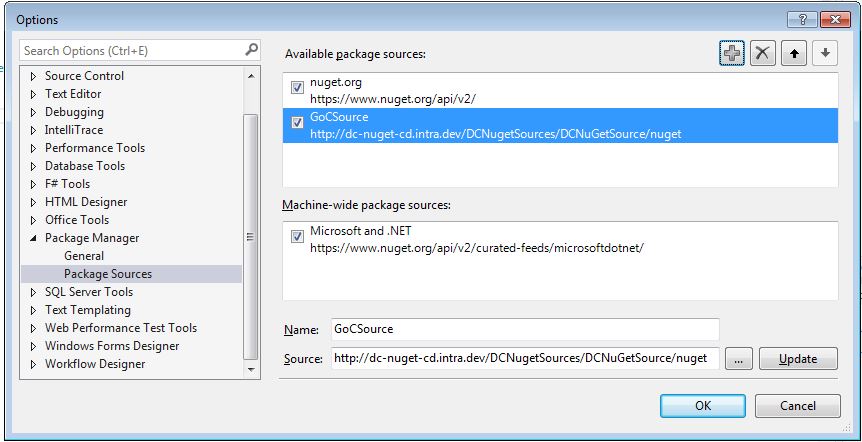 Options
Search Options (Ctrl+E)
Source Control
Text Editor
Debugging
IntelliTrace
Performance Tools
Database Tools
F# Tools
HTML Designer
Office Tools
Package Manager
General
Package Sources
SQL Server Tools
Text Templating
Web Performance Test Tools
Windows Forms Designer
Workflow Designer
Available package sources:
nuget.org
https://www.nuget.org/api/v2/
GoCSource
http://dc-nuget-cd.intra.dev/DCNugetSources/DCNuGetSource/nuget
Machine-wide package sources:
Microsoft and .NET
https://www.nuget.org/api/v2/curated-feeds/microsoftdotnet/
Name: GoCSource
Source: http://dc-nuget-cd.intra.dev/DCNugetSources/DCNuGetSource/nuget ... Update
OK Cancel